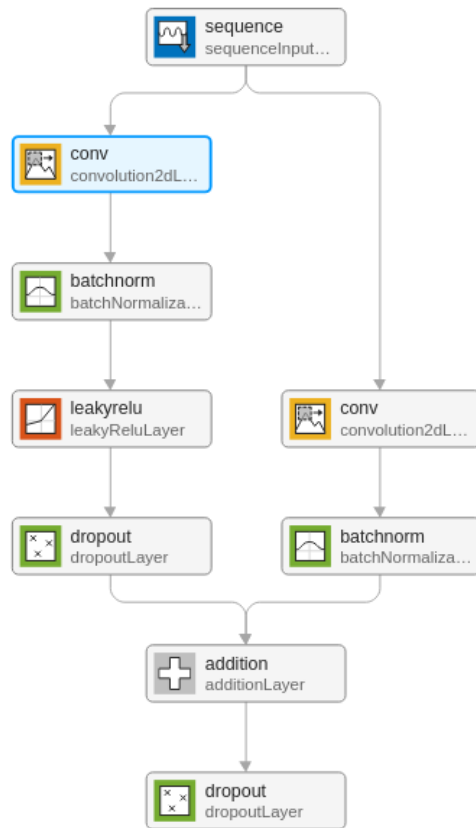 sequence
sequenceInput...
conv
convolution2dL...
batchnorm
batchNormaliza...
leakyrelu
leakyReluLayer
conv
convolution2dL...
dropout
dropoutLayer
batchnorm
batchNormaliza...
addition
additionLayer
dropout
dropoutLayer